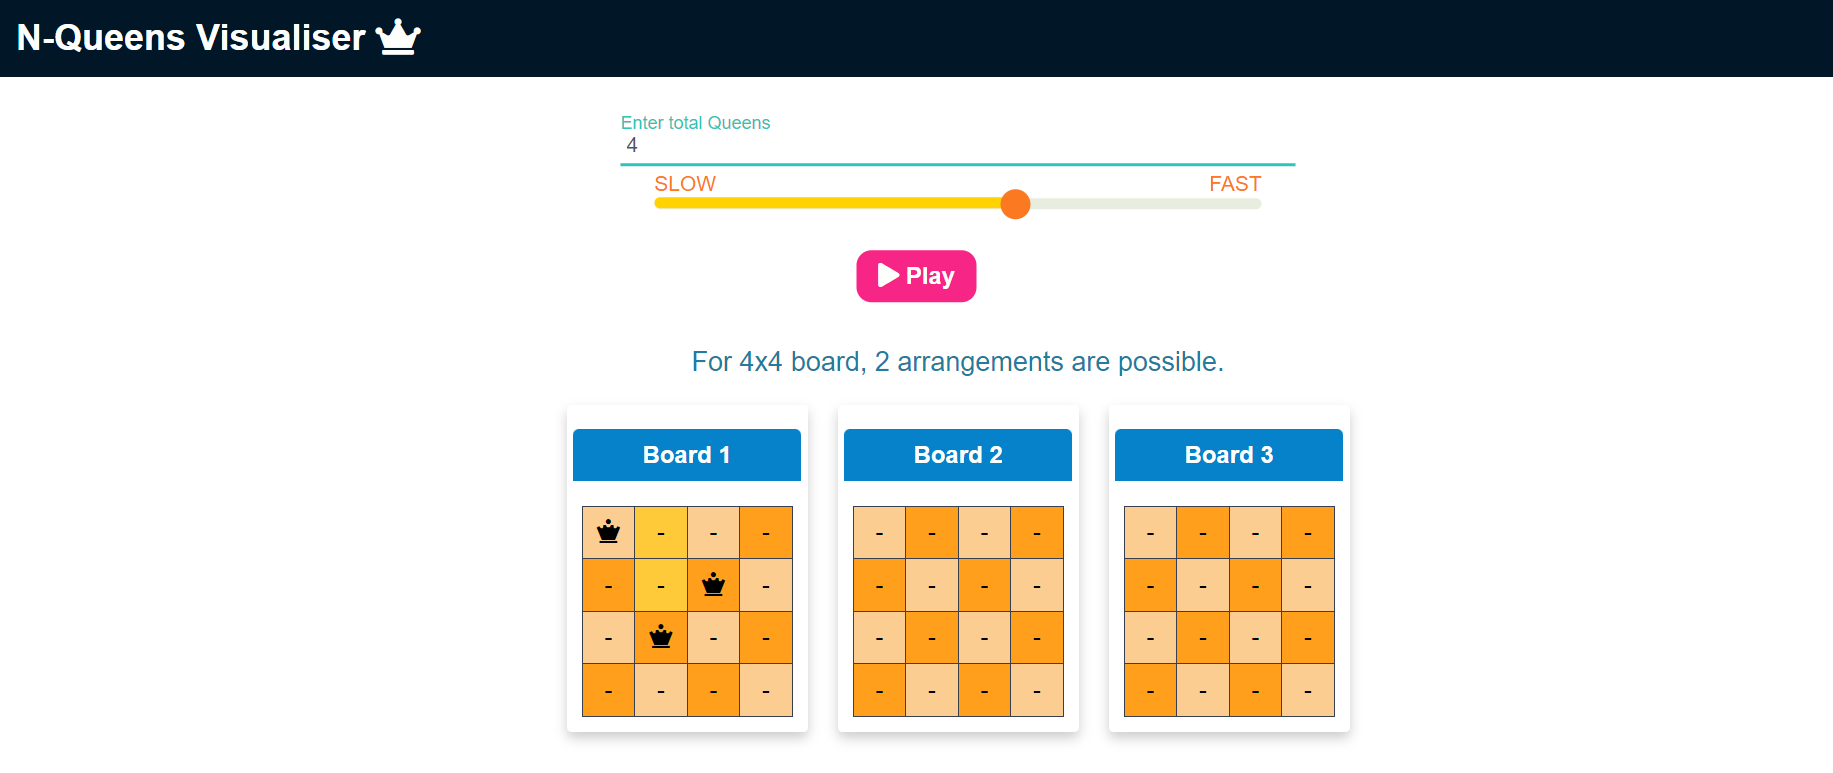 N-Queens Visualiser
Enter total Queens
4
SLOW FAST
Play
For 4x4 board, 2 arrangements are possible.
Board 1 Board 2 Board 3
- - - - - - - - - - -
- - - - - - - - - - -
- - - - - - - - - - -
- - - - - - - - - - - -